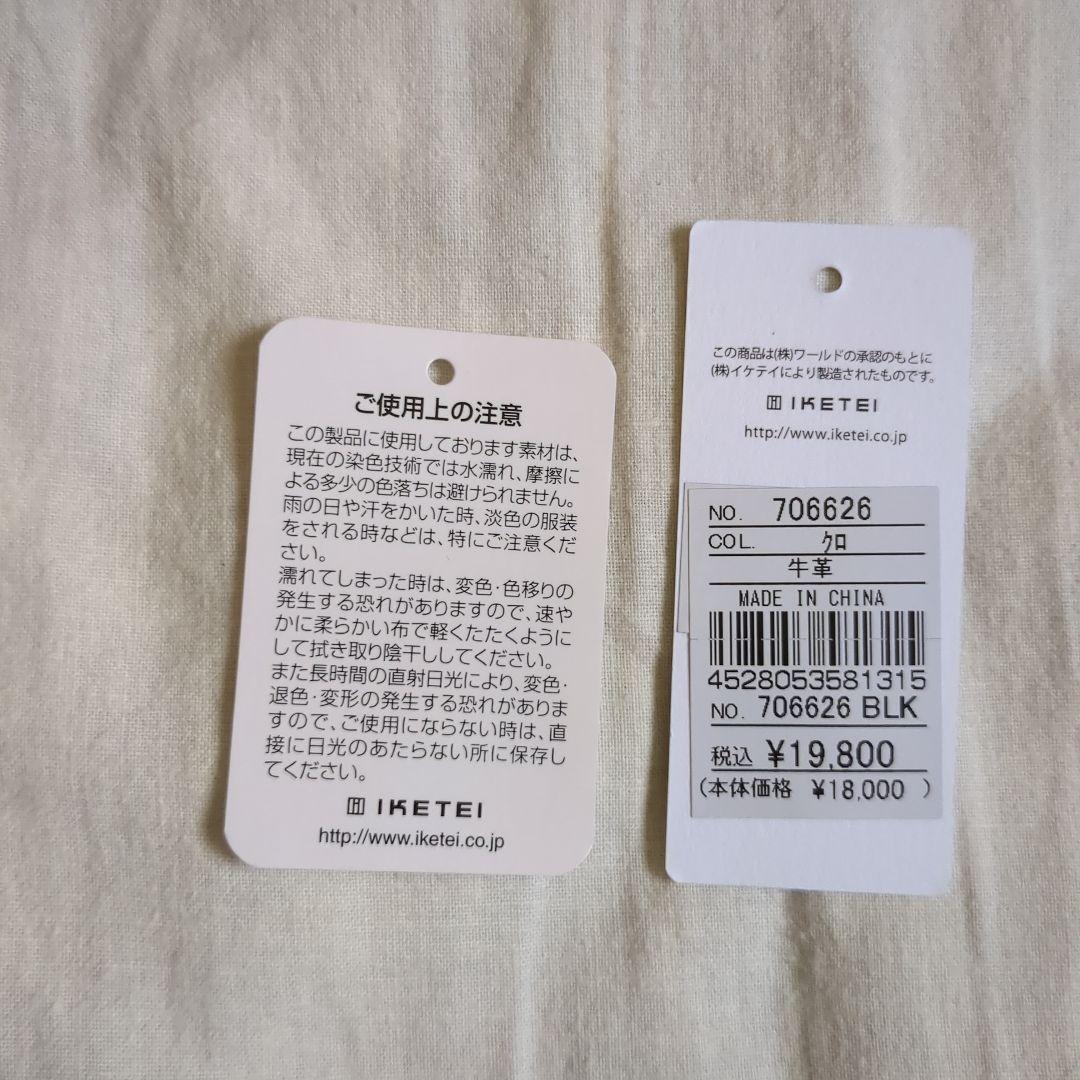 ご使用上の注意
この製品に使用しております素材は、
現在の染色技術では水濡れ、摩擦に
よる多少の色落ちは避けられません。
雨の日や汗をかいた時、淡色の服装
をされる時などは、特にご注意くだ
さい。
濡れてしまった時は、変色・色移りの
発生する恐れがありますので、速や
かに柔らかい布で軽くたたくように
して拭き取り陰干ししてください。
また長時間の直射日光により、変色・
退色・変形の発生する恐れがありま
すので、ご使用にならない時は、直
接に日光のあたらない所に保存し
てください。
IKETEI
http://www.iketei.co.jp
この商品は(株)ワールドの承認のもとに
(株)イケテイにより製造されたものです。
IKETEI
http://www.iketei.co.jp
NO. 706626
COL. ｸﾛ
牛革
MADE IN CHINA
4528053581315
NO. 706626 BLK
税込 ¥19,800
(本体価格 ¥18,000 )